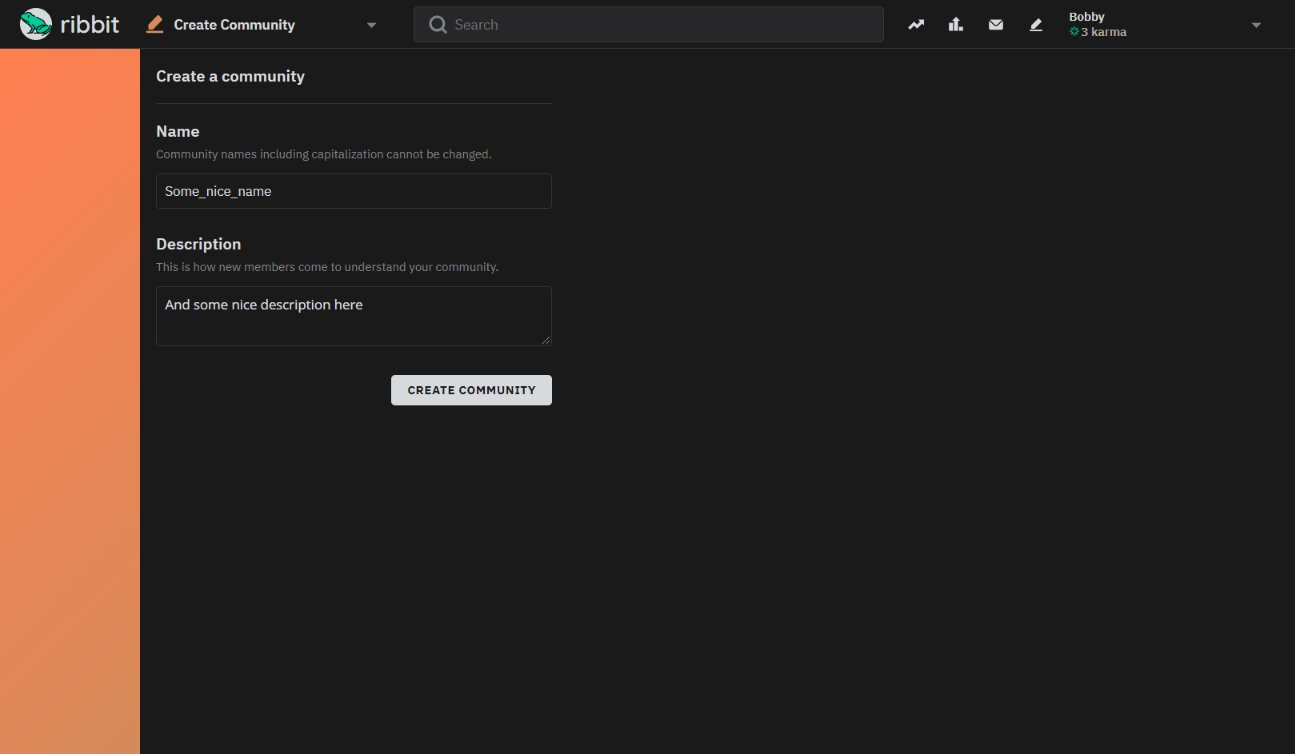 ribbit
Create Community
Search
Bobby
3 karma
Create a community
Name
Community names including capitalization cannot be changed.
Some_nice_name
Description
This is how new members come to understand your community.
And some nice description here
CREATE COMMUNITY